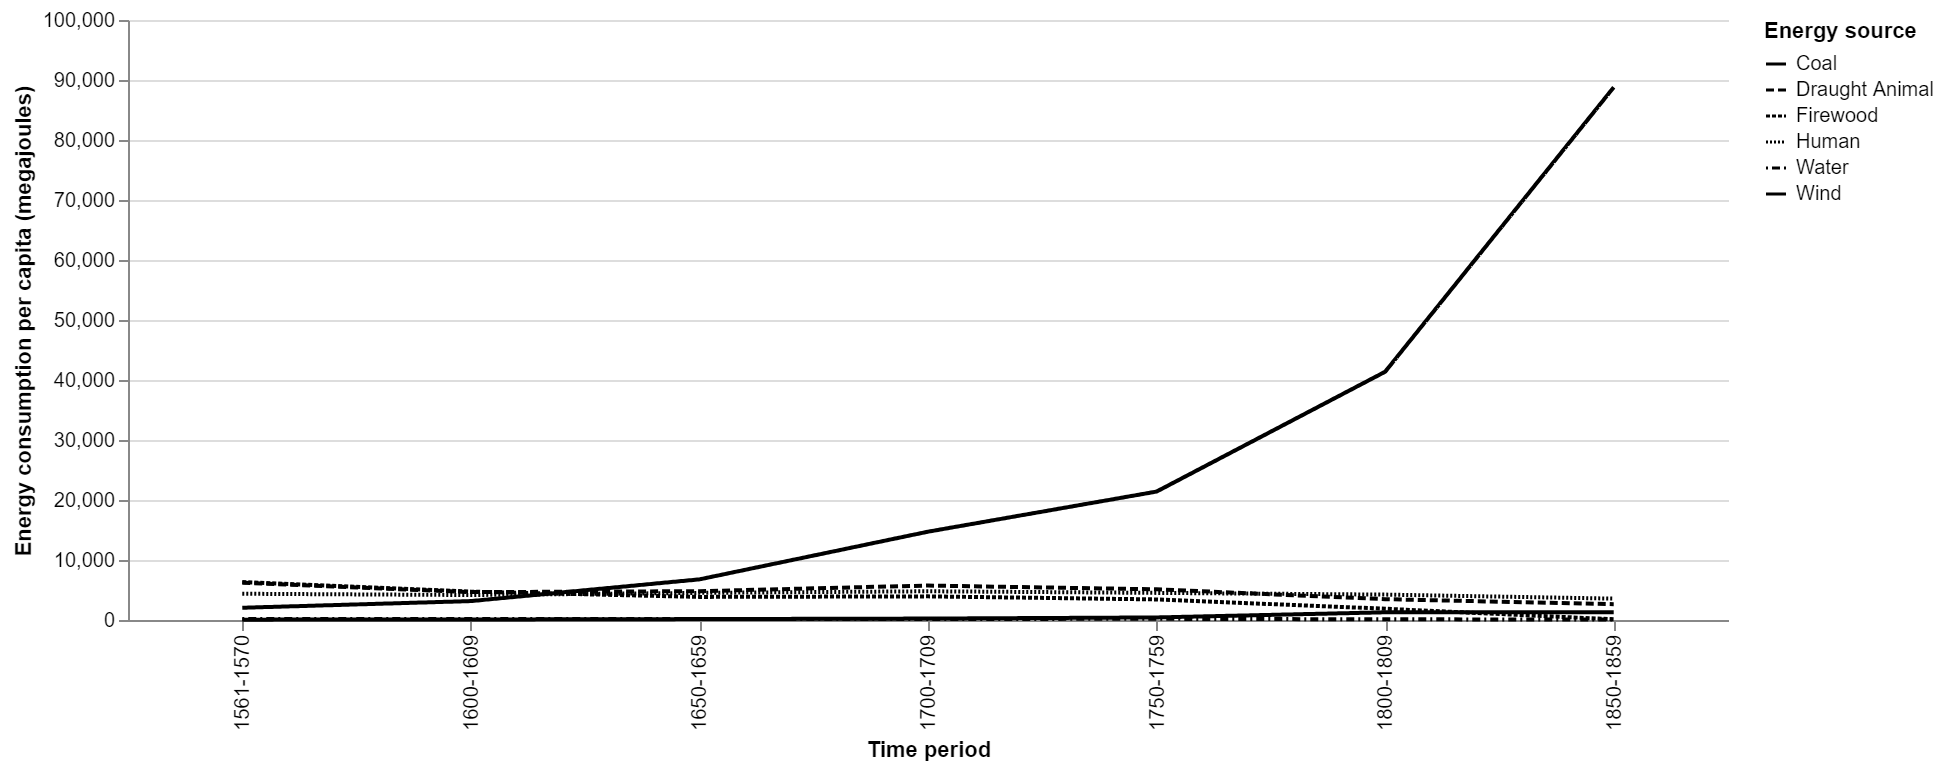 Energy consumption per capita (megajoules)
100,000
90,000
80,000
70,000
60,000
50,000
40,000
30,000
20,000
10,000
0
1561-1570
1600-1609
1650-1659
1700-1709
1750-1759
1800-1809
1850-1859
Time period
Energy source
Coal
Draught Animal
Firewood
Human
Water
Wind